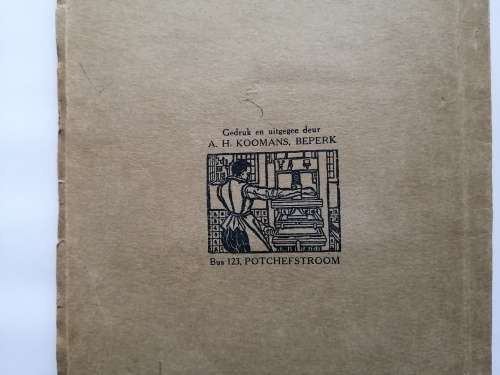 Gedruk en uitgegee deur
A. H. KOOMANS, BEPERK
Bus 123, POTCHEFSTROOM